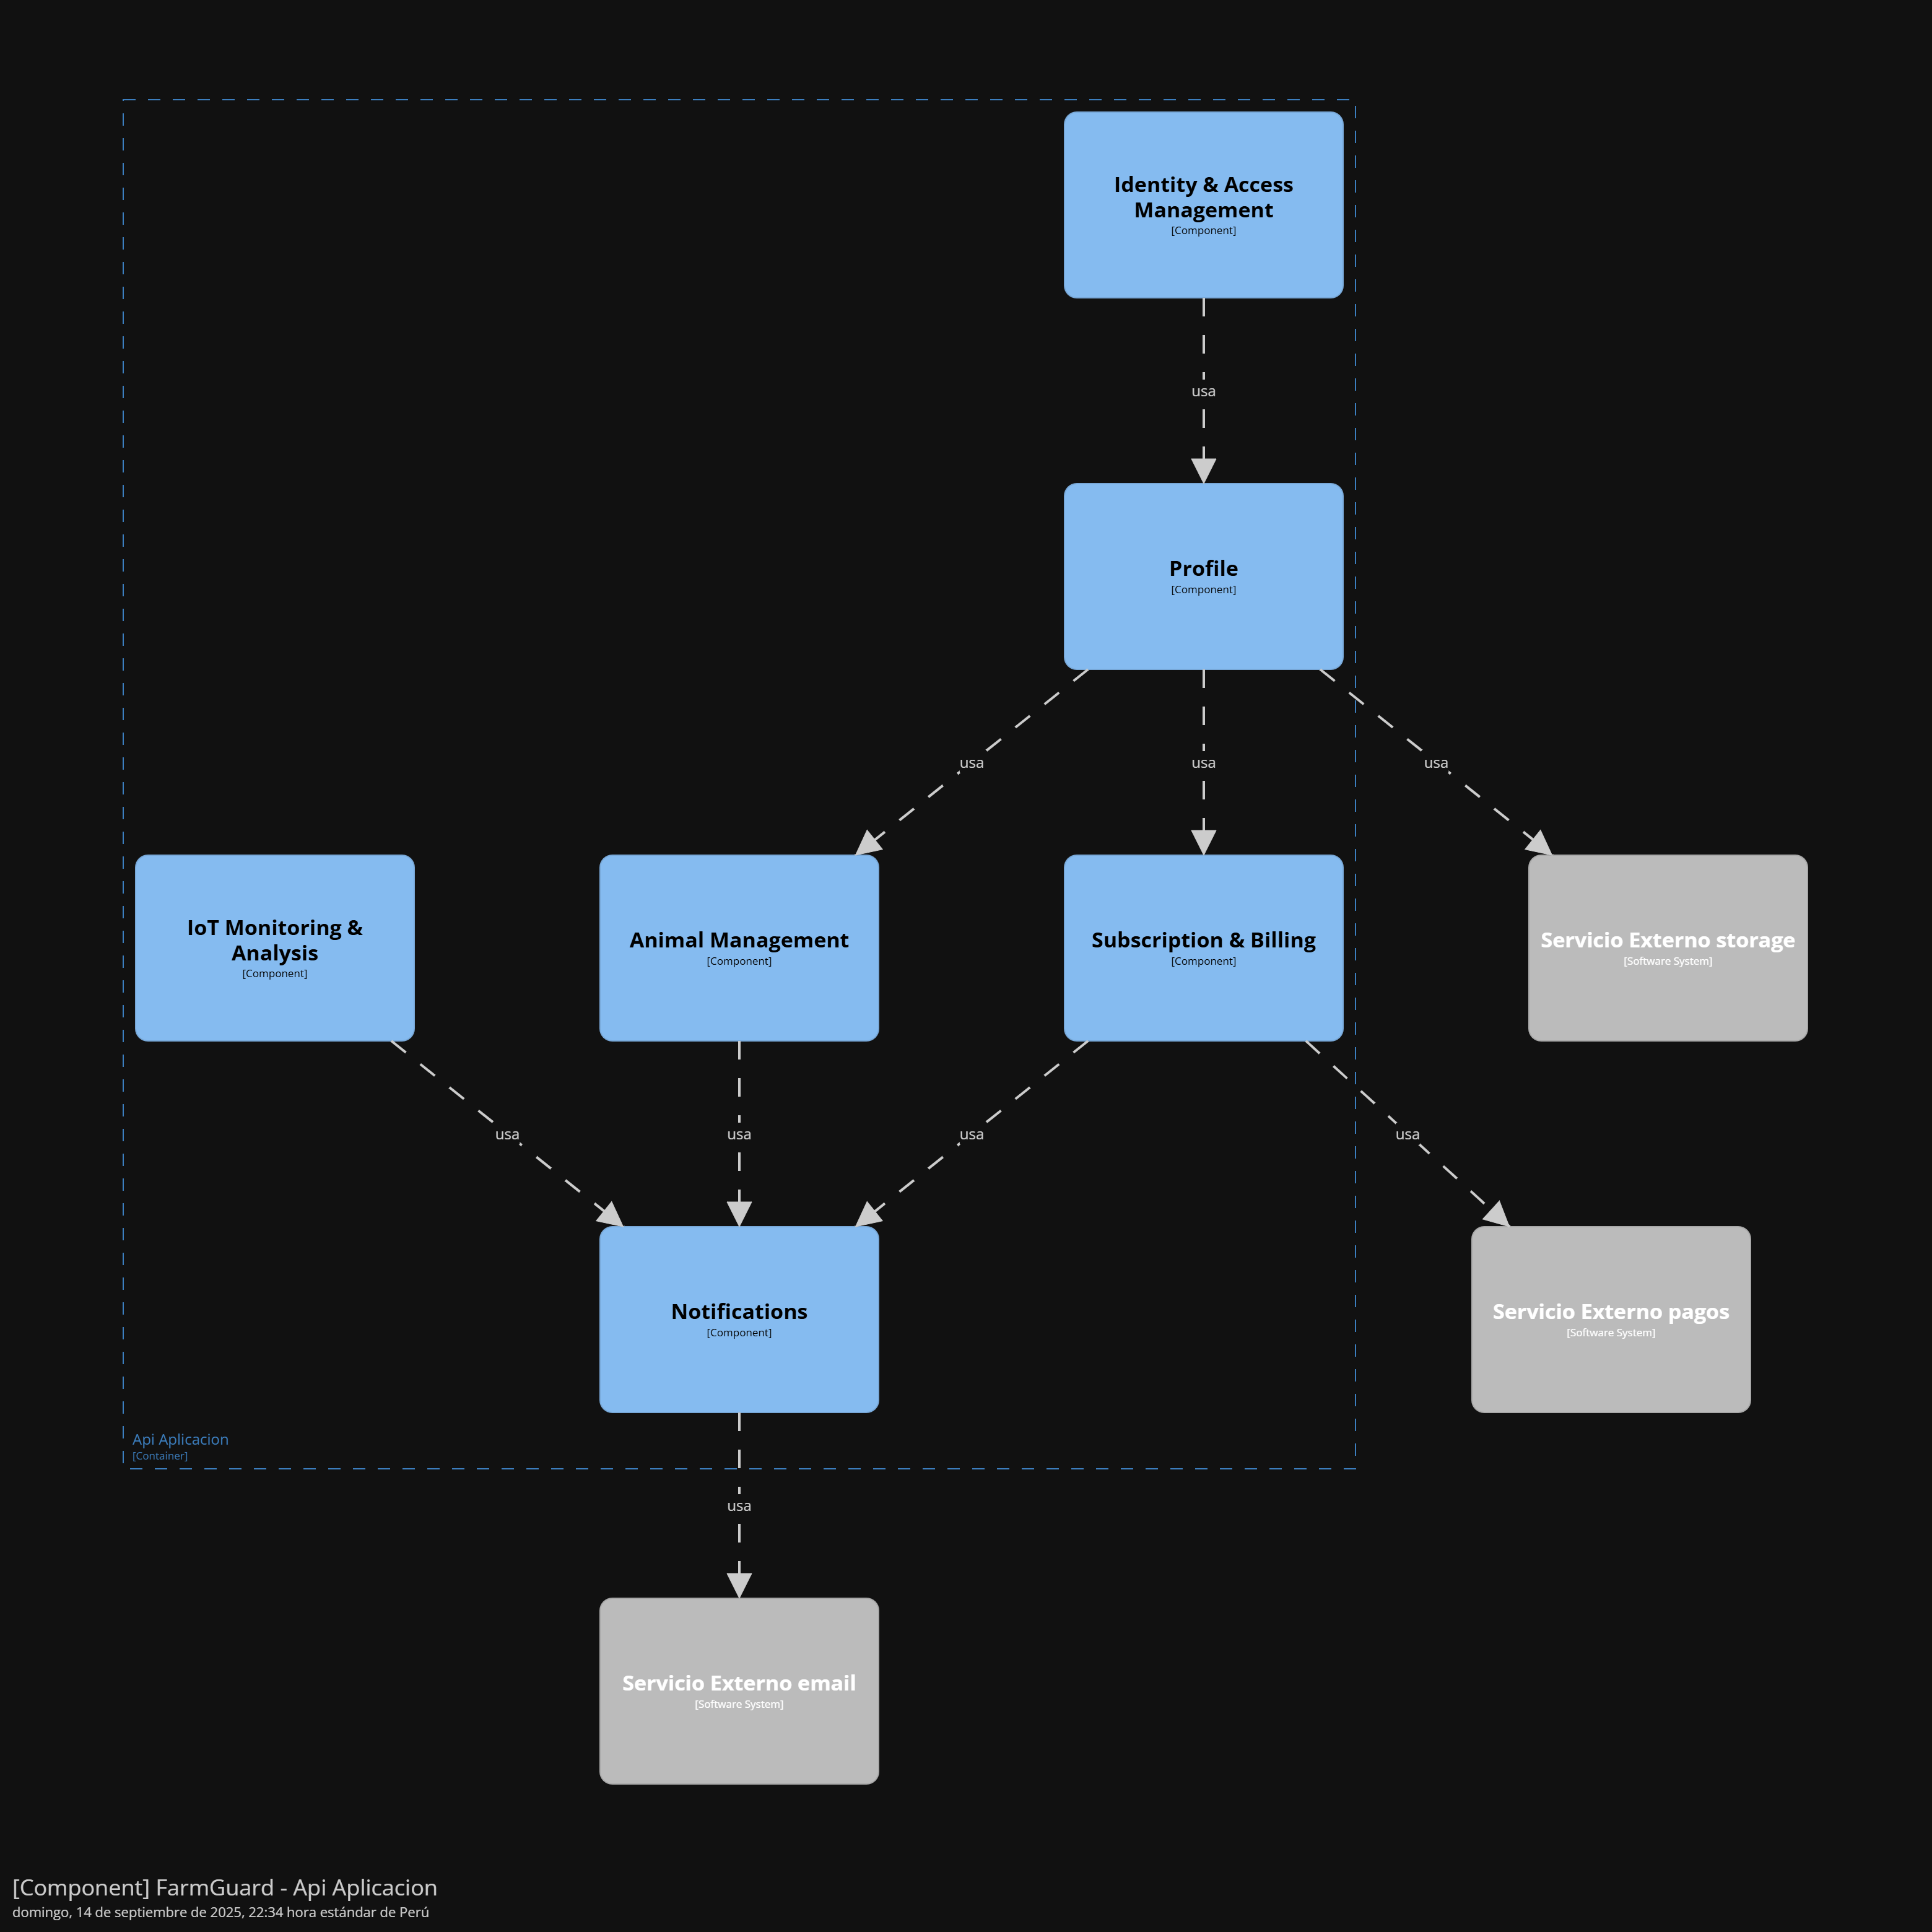 Identity & Access
Management
[Component]
usa
Profile
[Component]
usa
usa
usa
IoT Monitoring &
Analysis
[Component]
Animal Management
[Component]
Subscription & Billing
[Component]
Servicio Externo storage
[Software System]
usa
usa
usa
usa
Notifications
[Component]
Servicio Externo pagos
[Software System]
Api Aplicacion
[Container]
usa
Servicio Externo email
[Software System]
[Component] FarmGuard - Api Aplicacion
domingo, 14 de septiembre de 2025, 22:34 hora estándar de Perú